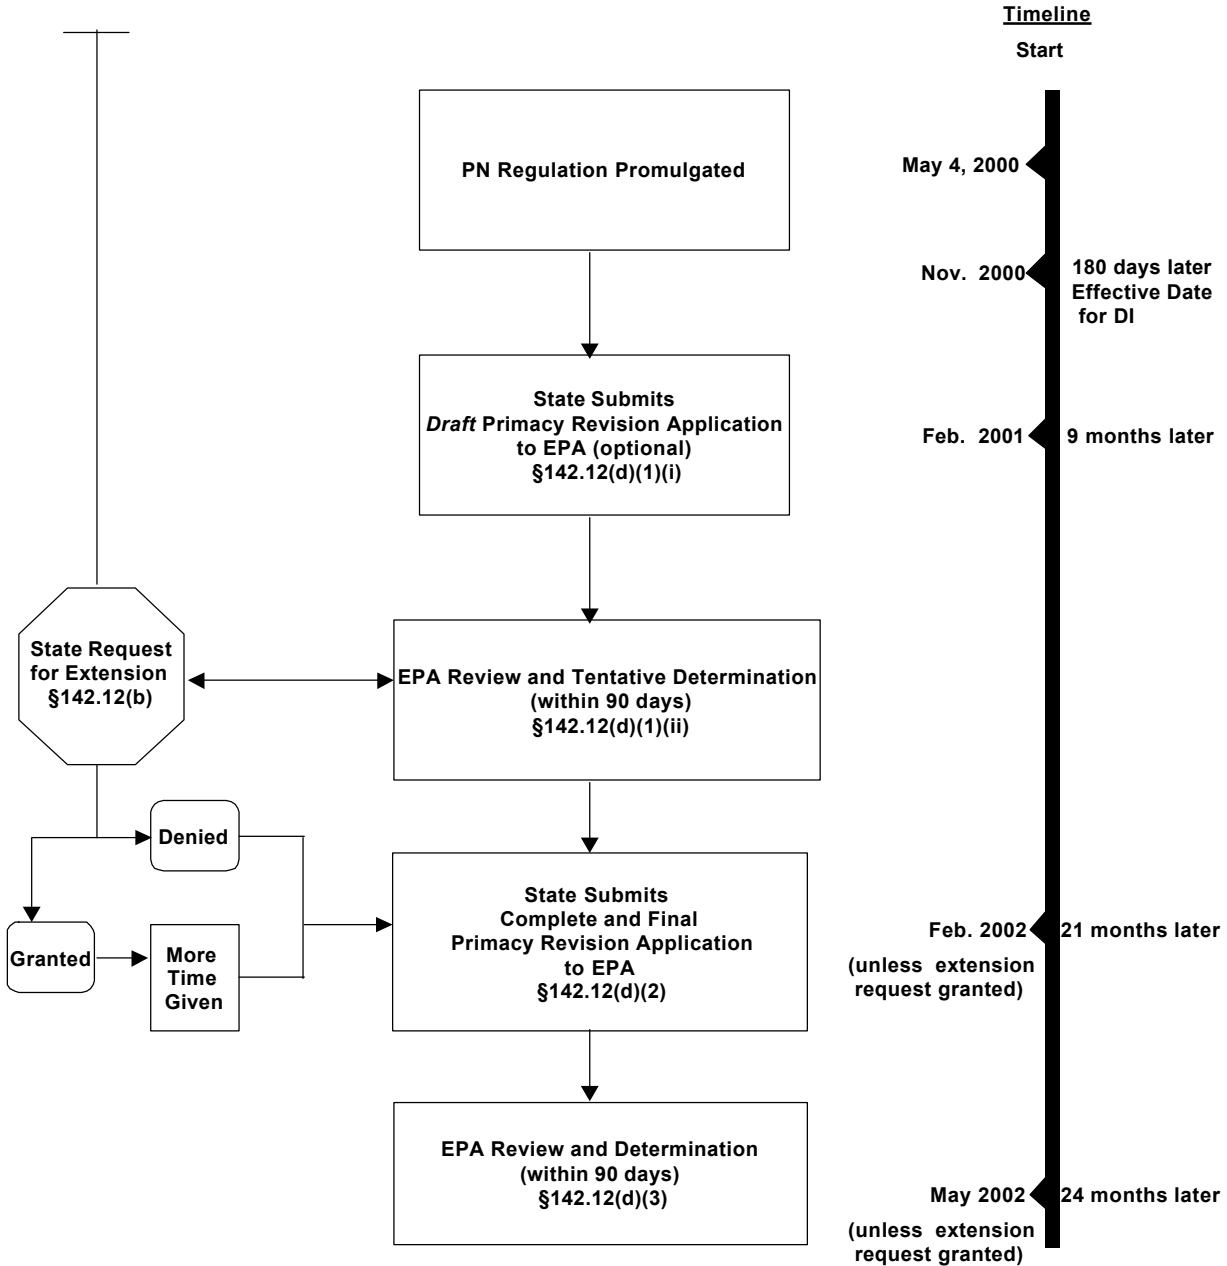 Timeline
Start
PN Regulation Promulgated
May 4, 2000
Nov. 2000
180 days later
Effective Date
for DI
State Submits
Draft Primacy Revision Application
to EPA (optional)
§142.12(d)(1)(i)
Feb. 2001
9 months later
State Request
for Extension
§142.12(b)
EPA Review and Tentative Determination
(within 90 days)
§142.12(d)(1)(ii)
Denied
Granted
More
Time
Given
State Submits
Complete and Final
Primacy Revision Application
to EPA
§142.12(d)(2)
Feb. 2002
21 months later
(unless extension
request granted)
EPA Review and Determination
(within 90 days)
§142.12(d)(3)
May 2002
24 months later
(unless extension
request granted)